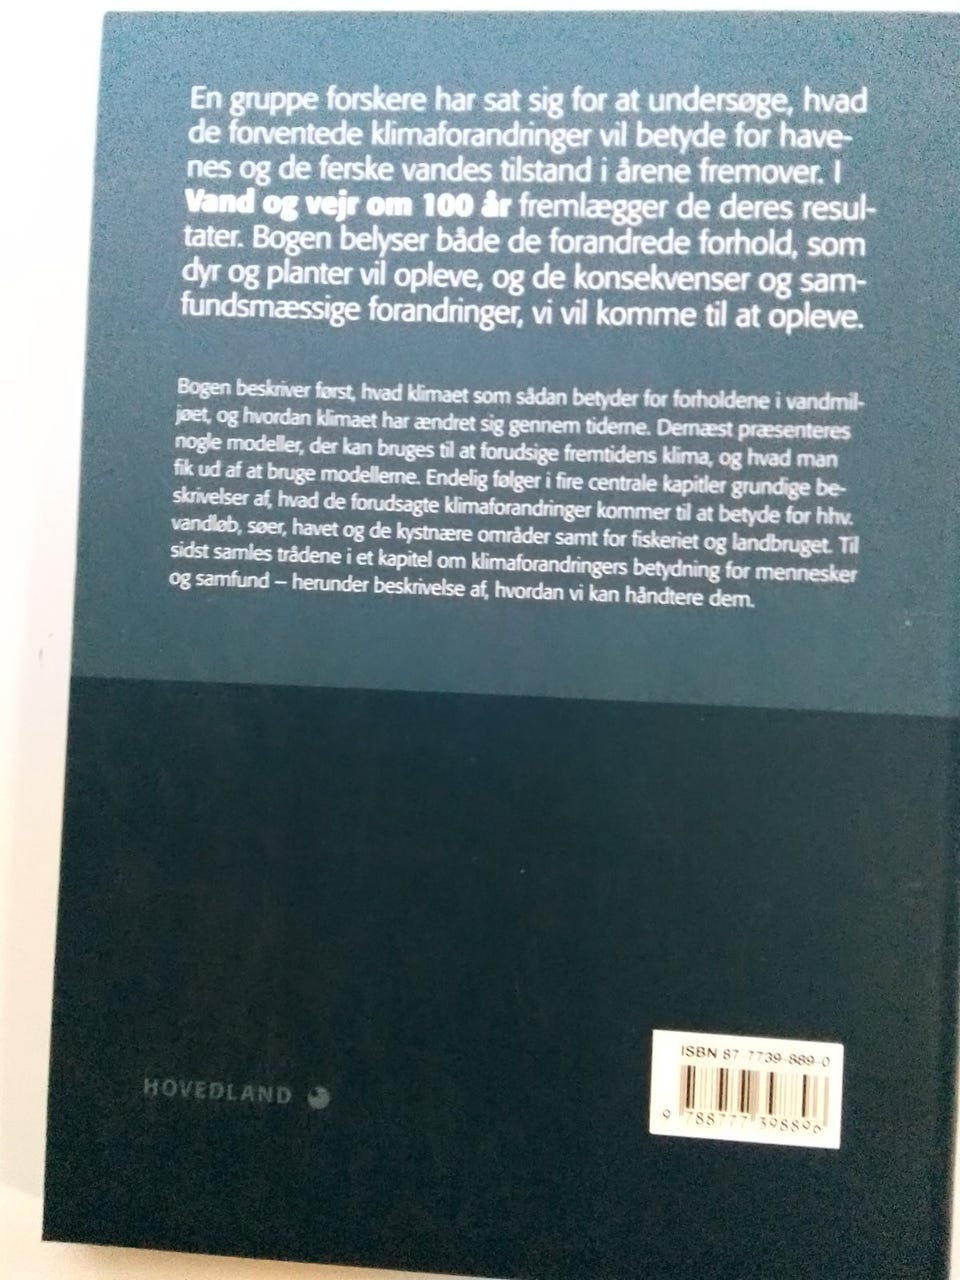 En gruppe forskere har sat sig for at undersøge, hvad
de forventede klimaforandringer vil betyde for have-
nes og de ferske vandes tilstand i årene fremover. I
Vand og vejr om 100 år fremlægger de deres resul-
tater. Bogen belyser både de forandrede forhold, som
dyr og planter vil opleve, og de konsekvenser og sam-
fundsmæssige forandringer, vi vil komme til at opleve.
Bogen beskriver først, hvad klimaet som sådan betyder for forholdene i vandmil-
jøet, og hvordan klimaet har ændret sig gennem tiderne. Dernæst præsenteres
nogle modeller, der kan bruges til at forudsige fremtidens klima, og hvad man
fik ud af at bruge modellerne. Endelig følger i fire centrale kapitler grundige be-
skrivelser af, hvad de forudsagte klimaforandringer kommer til at betyde for hhv.
vandløb, søer, havet og de kystnære områder samt for fiskeriet og landbruget. Til
sidst samles trådene i et kapitel om klimaforandringers betydning for mennesker
og samfund – herunder beskrivelse af, hvordan vi kan håndtere dem.
ISBN 87-7739-889-0
9 788777 398896
HOVEDLAND